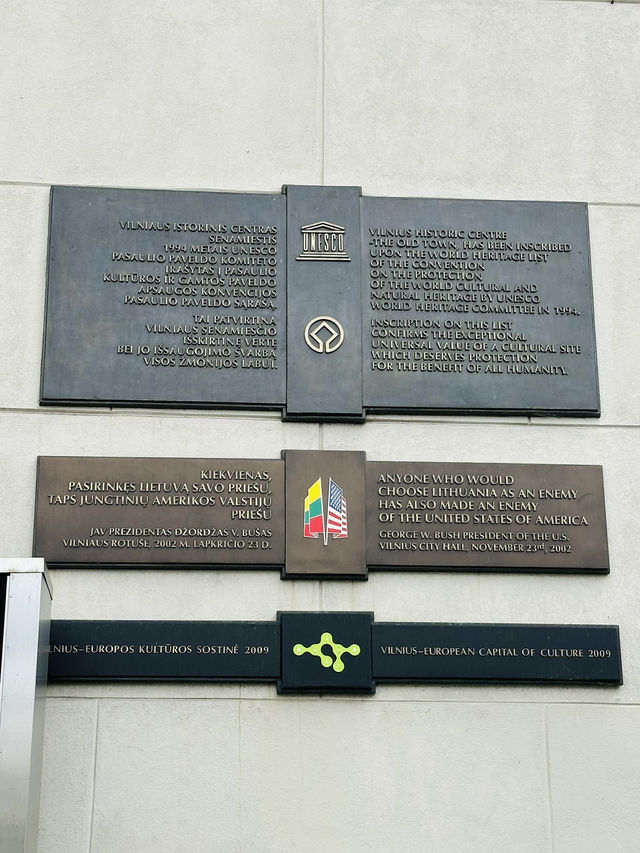 VILNIAUS ISTORINIS CENTRAS
SENAMIESTIS
1994 METAIS UNESCO
PASAULIO PAVELDO KOMITETO
ĮRAŠYTAS Į PASAULIO
KULTŪROS IR GAMTOS PAVELDO
APSAUGOS KONVENCIJOS
PASAULIO PAVELDO SĄRAŠĄ.
TAI PATVIRTINA
VILNIAUS SENAMIESČIO
IŠSKIRTINĘ VERTĘ
BEI JO IŠSAUGOJIMO SVARBĄ
VISOS ŽMONIJOS LABUI.
UNESCO
VILNIUS HISTORIC CENTRE
-THE OLD TOWN, HAS BEEN INSCRIBED
UPON THE WORLD HERITAGE LIST
OF THE CONVENTION
ON THE PROTECTION
OF THE WORLD CULTURAL AND
NATURAL HERITAGE BY UNESCO
WORLD HERITAGE COMMITTEE IN 1994.
INSCRIPTION ON THIS LIST
CONFIRMS THE EXCEPTIONAL
UNIVERSAL VALUE OF A CULTURAL SITE
WHICH DESERVES PROTECTION
FOR THE BENEFIT OF ALL HUMANITY.
KIEKVIENAS,
PASIRINKĘS LIETUVĄ SAVO PRIEŠU,
TAPS JUNGTINIŲ AMERIKOS VALSTIJŲ
PRIEŠU
JAV PREZIDENTAS DŽORDŽAS V. BUŠAS
VILNIAUS ROTUŠĖ, 2002 M. LAPKRIČIO 23 D.
ANYONE WHO WOULD
CHOOSE LITHUANIA AS AN ENEMY
HAS ALSO MADE AN ENEMY
OF THE UNITED STATES OF AMERICA
GEORGE W. BUSH PRESIDENT OF THE U.S.
VILNIUS CITY HALL, NOVEMBER 23rd, 2002
LNIUS–EUROPOS KULTŪROS SOSTINĖ 2009
VILNIUS–EUROPEAN CAPITAL OF CULTURE 2009